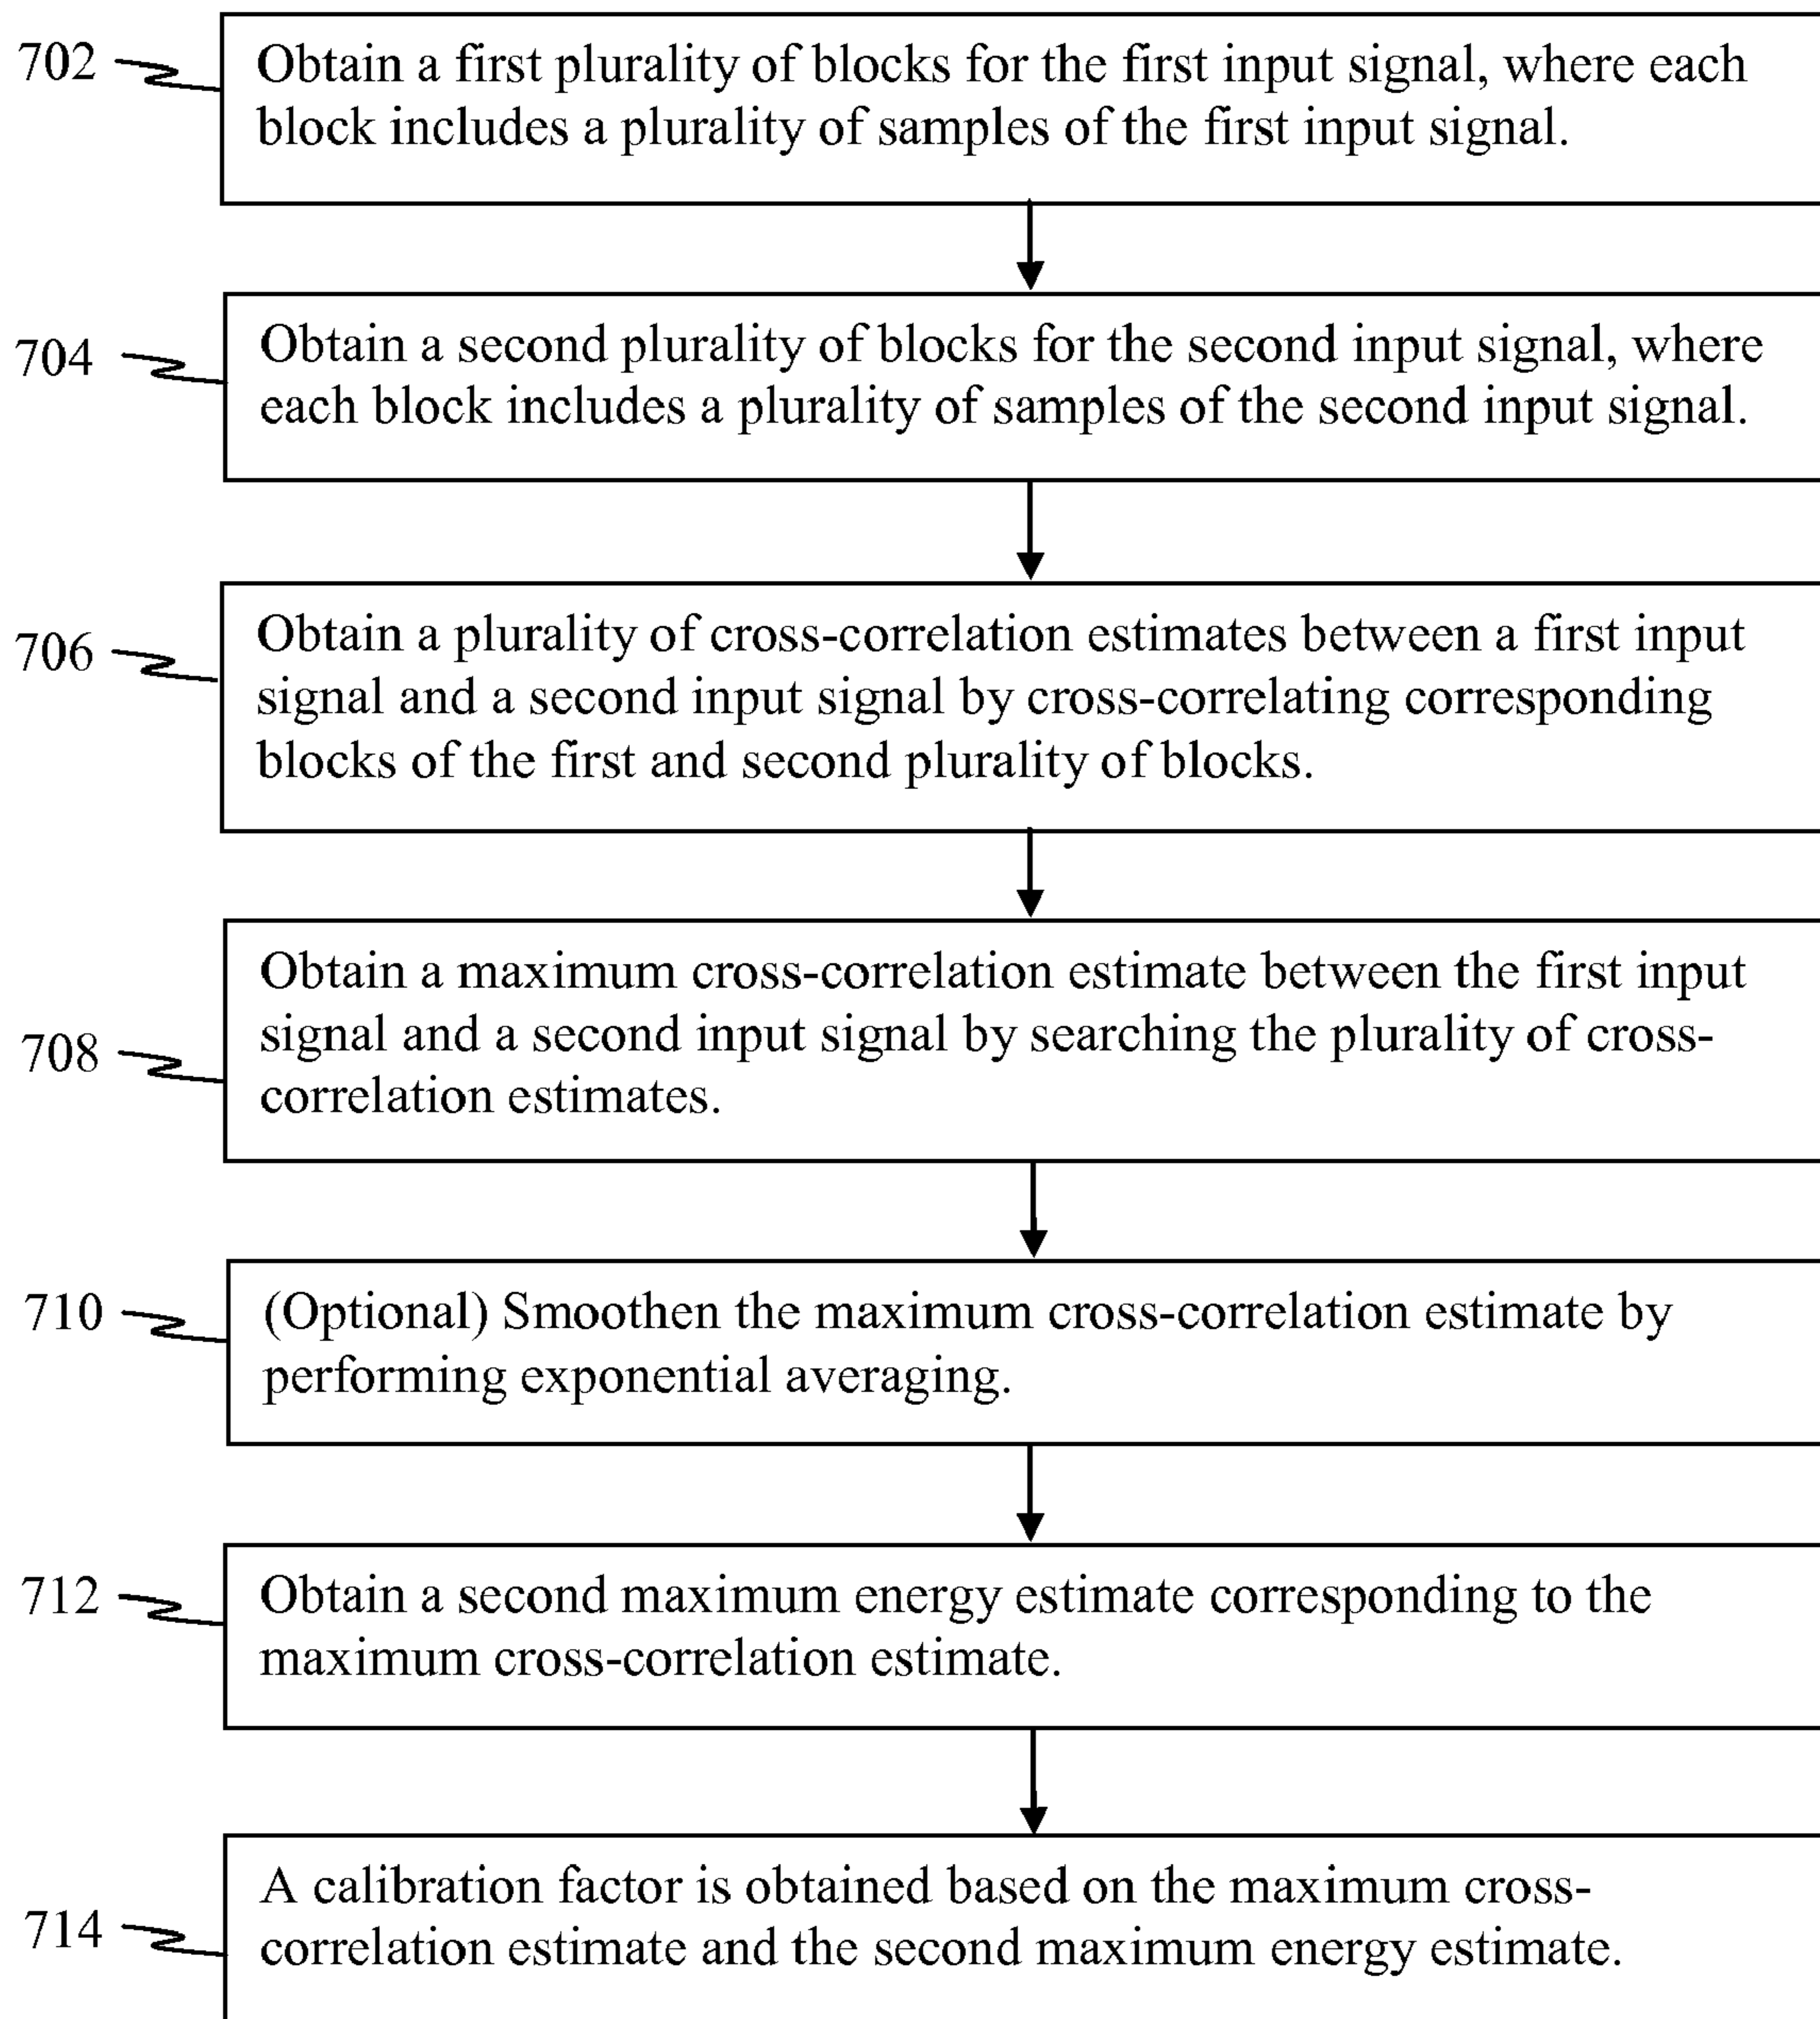 702
Obtain a first plurality of blocks for the first input signal, where each
block includes a plurality of samples of the first input signal.
704
Obtain a second plurality of blocks for the second input signal, where
each block includes a plurality of samples of the second input signal.
706
Obtain a plurality of cross-correlation estimates between a first input
signal and a second input signal by cross-correlating corresponding
blocks of the first and second plurality of blocks.
708
Obtain a maximum cross-correlation estimate between the first input
signal and a second input signal by searching the plurality of cross-
correlation estimates.
710
(Optional) Smoothen the maximum cross-correlation estimate by
performing exponential averaging.
712
Obtain a second maximum energy estimate corresponding to the
maximum cross-correlation estimate.
714
A calibration factor is obtained based on the maximum cross-
correlation estimate and the second maximum energy estimate.